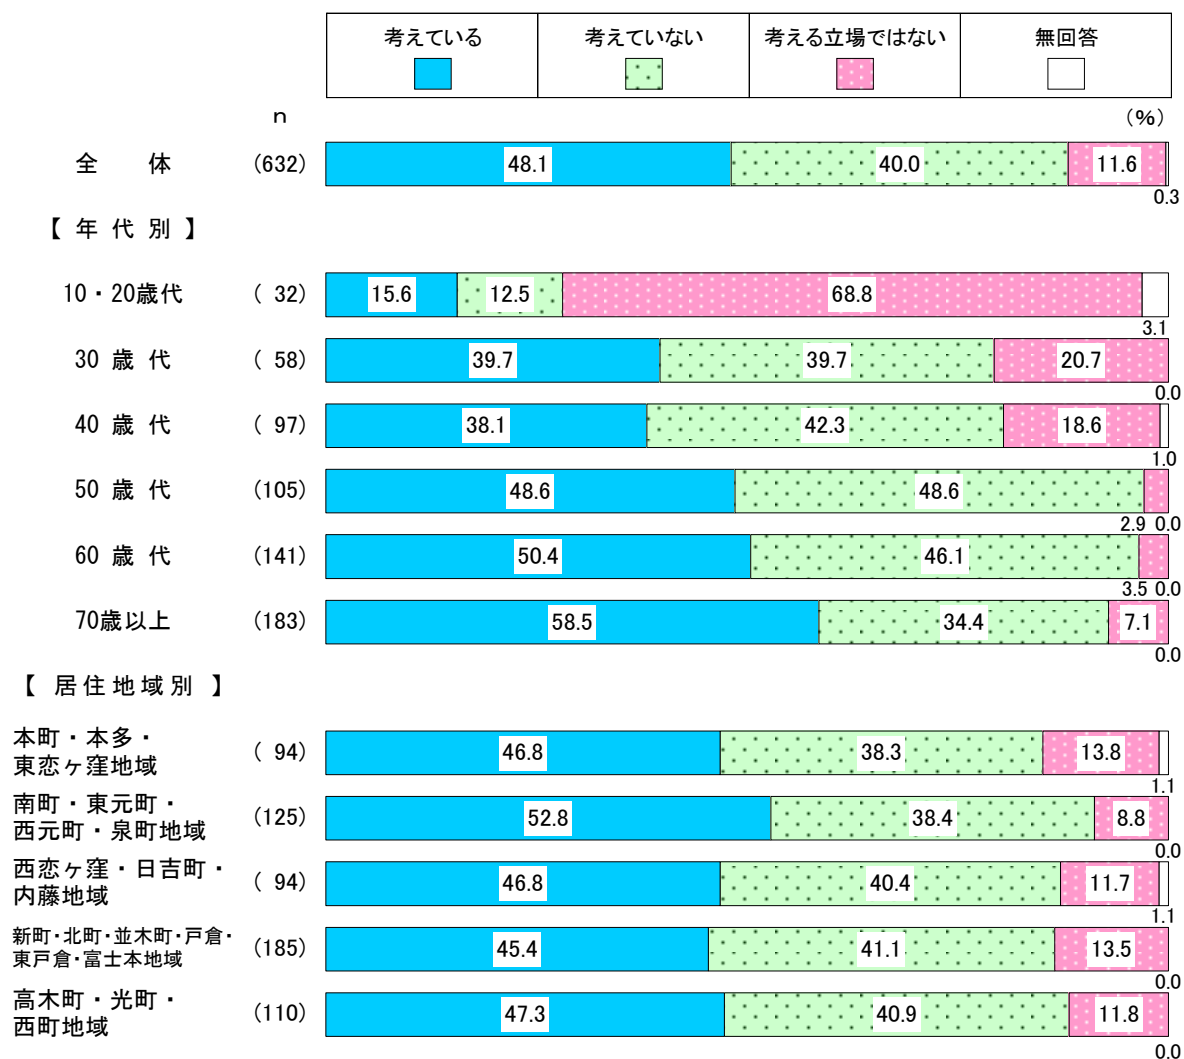 考えている 考えていない 考える立場ではない 無回答
n (%)
全 体 (632) 48.1 40.0 11.6
0.3
【 年 代 別 】
10・20歳代 ( 32) 15.6 12.5 68.8
3.1
30 歳 代 ( 58) 39.7 39.7 20.7
0.0
40 歳 代 ( 97) 38.1 42.3 18.6
1.0
50 歳 代 (105) 48.6 48.6
2.9 0.0
60 歳 代 (141) 50.4 46.1
3.5 0.0
70歳以上 (183) 58.5 34.4 7.1
0.0
【 居住地域別 】
本町・本多・
東恋ヶ窪地域 ( 94) 46.8 38.3 13.8
1.1
南町・東元町・
西元町・泉町地域 (125) 52.8 38.4 8.8
0.0
西恋ヶ窪・日吉町・
内藤地域 ( 94) 46.8 40.4 11.7
1.1
新町・北町・並木町・戸倉・
東戸倉・富士本地域 (185) 45.4 41.1 13.5
0.0
高木町・光町・
西町地域 (110) 47.3 40.9 11.8
0.0